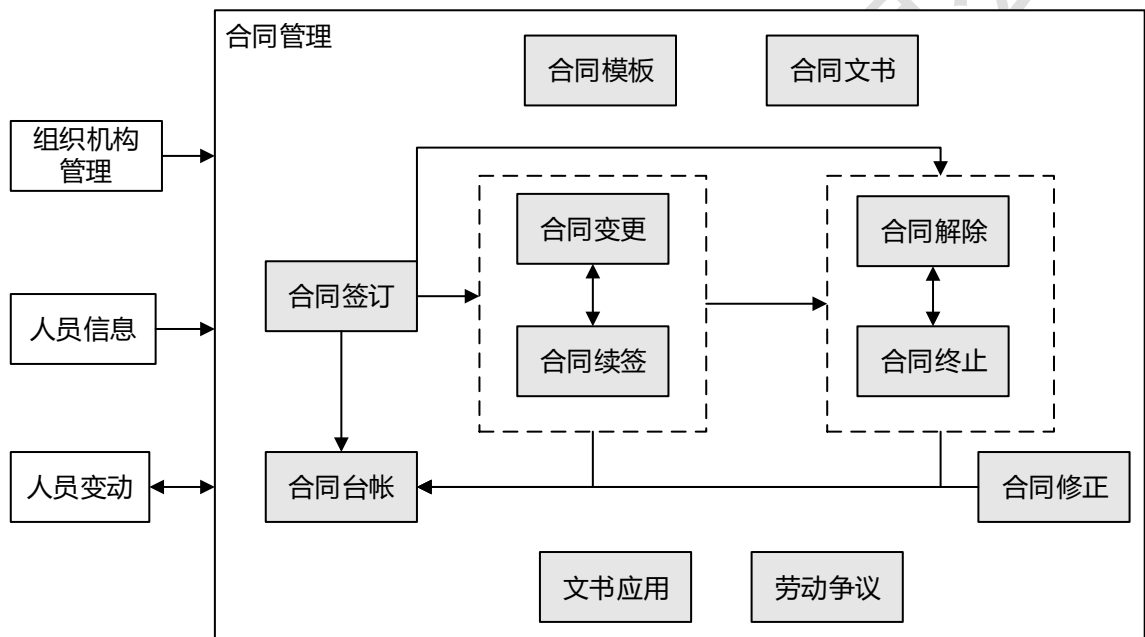 合同管理
合同模板
合同文书
组织机构
管理
合同变更
合同解除
合同签订
人员信息
合同续签
合同终止
人员变动
合同台帐
合同修正
文书应用
劳动争议